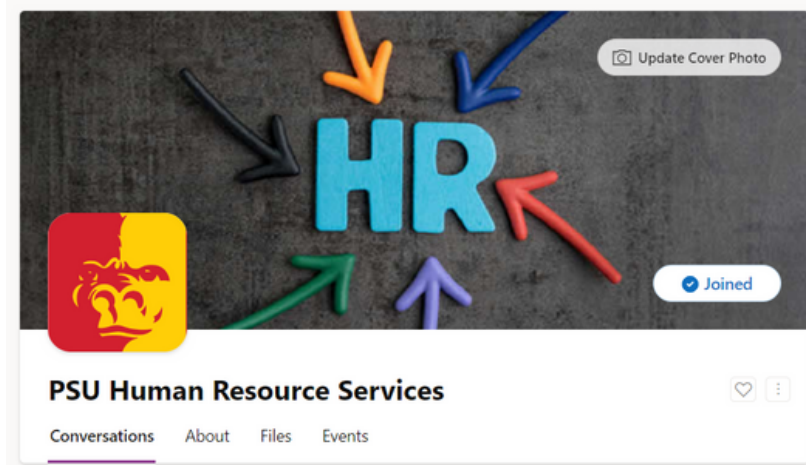 Update Cover Photo
HR
Joined
PSU Human Resource Services
Conversations About Files Events